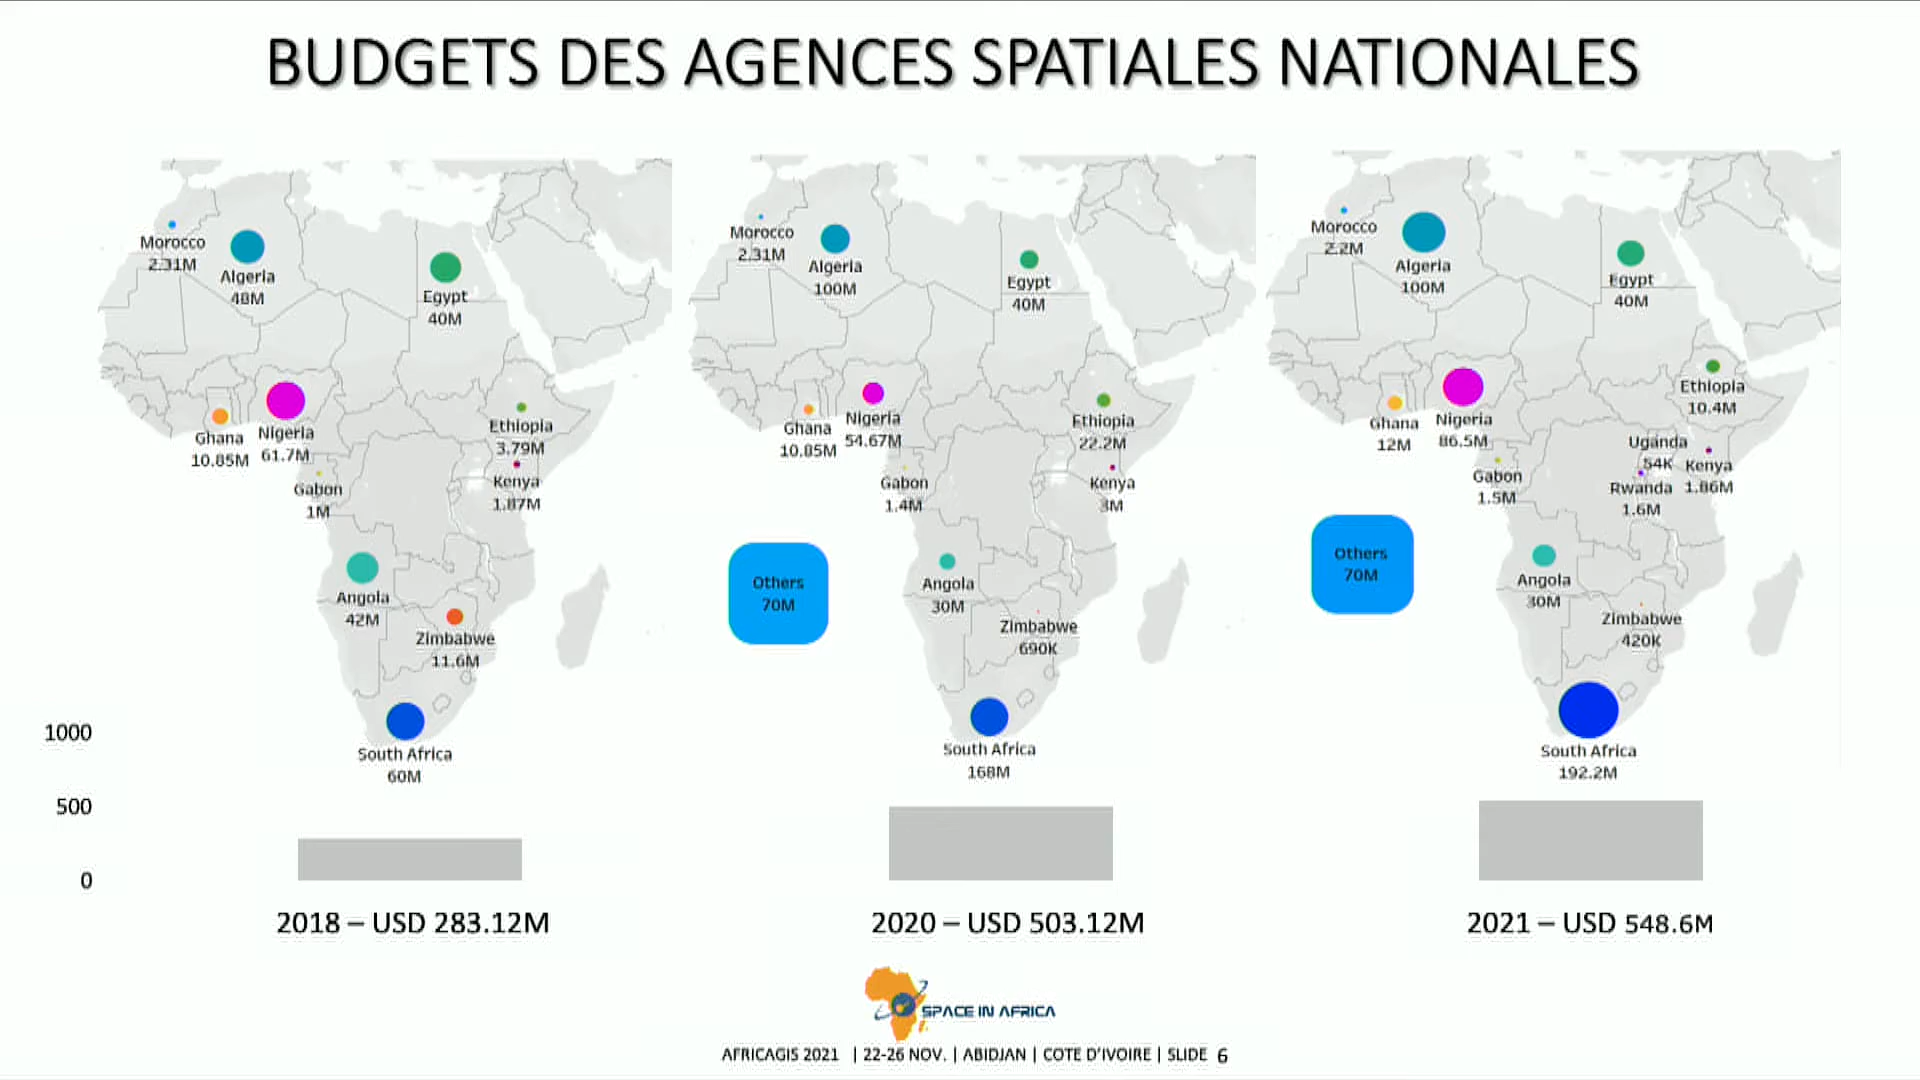 BUDGETS DES AGENCES SPATIALES NATIONALES
Morocco
2.31M
Algeria
48M
Egypt
40M
Ghana
10.85M
Nigeria
61.7M
Ethiopia
3.79M
Gabon
1M
Kenya
1.87M
Angola
42M
Zimbabwe
11.6M
South Africa
60M
Morocco
2.31M
Algeria
100M
Egypt
40M
Ghana
10.85M
Nigeria
54.67M
Ethiopia
22.2M
Gabon
1.4M
Kenya
3M
Others
70M
Angola
30M
Zimbabwe
690K
South Africa
168M
Morocco
2.2M
Algeria
100M
Egypt
40M
Ghana
12M
Nigeria
86.5M
Ethiopia
10.4M
Uganda
54K
Kenya
1.86M
Gabon
1.5M
Rwanda
1.6M
Others
70M
Angola
30M
Zimbabwe
420K
South Africa
192.2M
1000
500
0
2018 – USD 283.12M
2020 – USD 503.12M
2021 – USD 548.6M
SPACE IN AFRICA
AFRICAGIS 2021 | 22-26 NOV. | ABIDJAN | COTE D'IVOIRE | SLIDE 6